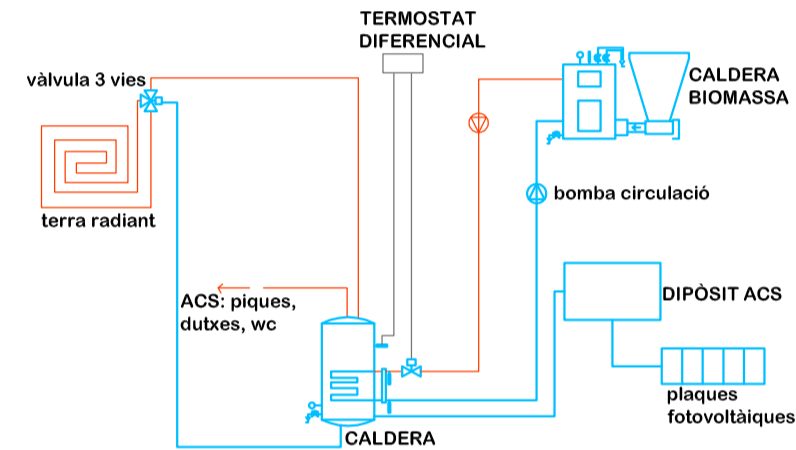 TERMOSTAT
DIFERENCIAL
vàlvula 3 vies
CALDERA
BIOMASSA
terra radiant
bomba circulació
ACS: piques,
dutxes, wc
DIPÒSIT ACS
plaques
fotovoltàiques
CALDERA